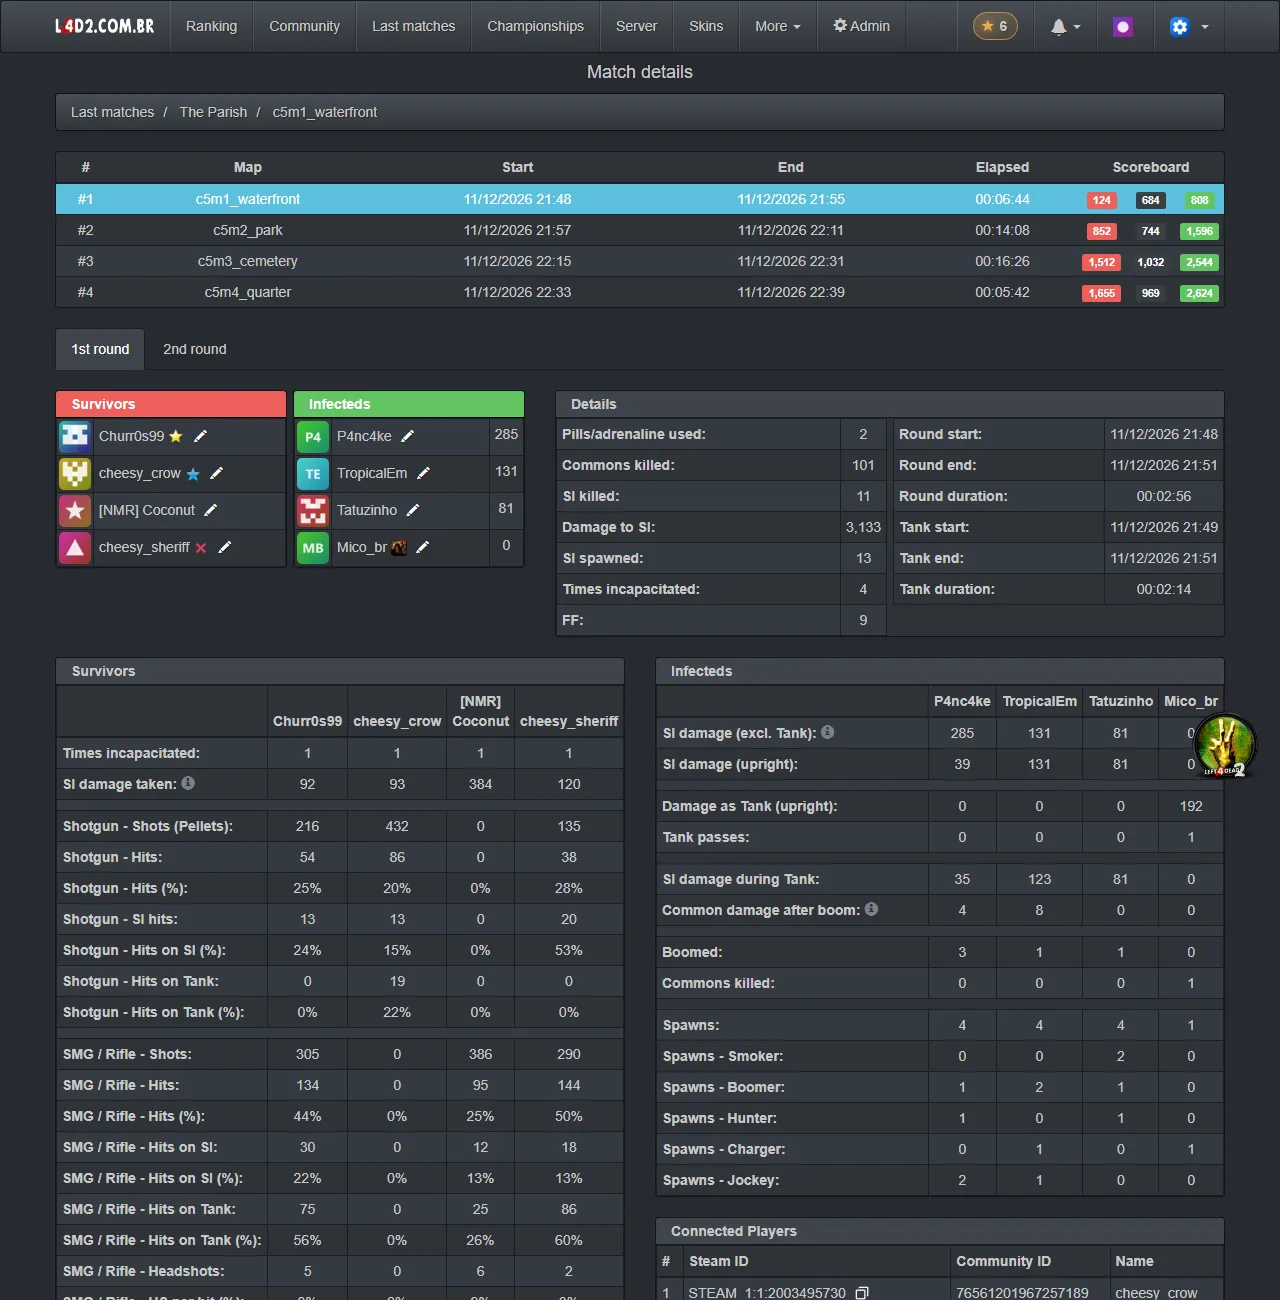 L4D2.COM.BR Ranking Community Last matches Championships Server Skins More Admin 6
Match details
Last matches / The Parish / c5m1_waterfront
# Map Start End Elapsed Scoreboard
#1 c5m1_waterfront 11/12/2026 21:48 11/12/2026 21:55 00:06:44 124 684 808
#2 c5m2_park 11/12/2026 21:57 11/12/2026 22:11 00:14:08 852 744 1,596
#3 c5m3_cemetery 11/12/2026 22:15 11/12/2026 22:31 00:16:26 1,512 1,032 2,544
#4 c5m4_quarter 11/12/2026 22:33 11/12/2026 22:39 00:05:42 1,655 969 2,624
1st round 2nd round
Survivors
Churr0s99
cheesy_crow
[NMR] Coconut
cheesy_sheriff
Infecteds
P4 P4nc4ke 285
TE TropicalEm 131
Tatuzinho 81
MB Mico_br 0
Details
Pills/adrenaline used: 2
Commons killed: 101
SI killed: 11
Damage to SI: 3,133
SI spawned: 13
Times incapacitated: 4
FF: 9
Round start: 11/12/2026 21:48
Round end: 11/12/2026 21:51
Round duration: 00:02:56
Tank start: 11/12/2026 21:49
Tank end: 11/12/2026 21:51
Tank duration: 00:02:14
Survivors
Churr0s99 cheesy_crow [NMR] Coconut cheesy_sheriff
Times incapacitated: 1 1 1 1
SI damage taken: 92 93 384 120
Shotgun - Shots (Pellets): 216 432 0 135
Shotgun - Hits: 54 86 0 38
Shotgun - Hits (%): 25% 20% 0% 28%
Shotgun - SI hits: 13 13 0 20
Shotgun - Hits on SI (%): 24% 15% 0% 53%
Shotgun - Hits on Tank: 0 19 0 0
Shotgun - Hits on Tank (%): 0% 22% 0% 0%
SMG / Rifle - Shots: 305 0 386 290
SMG / Rifle - Hits: 134 0 95 144
SMG / Rifle - Hits (%): 44% 0% 25% 50%
SMG / Rifle - Hits on SI: 30 0 12 18
SMG / Rifle - Hits on SI (%): 22% 0% 13% 13%
SMG / Rifle - Hits on Tank: 75 0 25 86
SMG / Rifle - Hits on Tank (%): 56% 0% 26% 60%
SMG / Rifle - Headshots: 5 0 6 2
Infecteds
P4nc4ke TropicalEm Tatuzinho Mico_br
SI damage (excl. Tank): 285 131 81 0
SI damage (upright): 39 131 81 0
LEFT 4 DEAD 2
Damage as Tank (upright): 0 0 0 192
Tank passes: 0 0 0 1
SI damage during Tank: 35 123 81 0
Common damage after boom: 4 8 0 0
Boomed: 3 1 1 0
Commons killed: 0 0 0 1
Spawns: 4 4 4 1
Spawns - Smoker: 0 0 2 0
Spawns - Boomer: 1 2 1 0
Spawns - Hunter: 1 0 1 0
Spawns - Charger: 0 1 0 1
Spawns - Jockey: 2 1 0 0
Connected Players
# Steam ID Community ID Name
1 STEAM_1:1:2003495730 76561201967257189 cheesy_crow